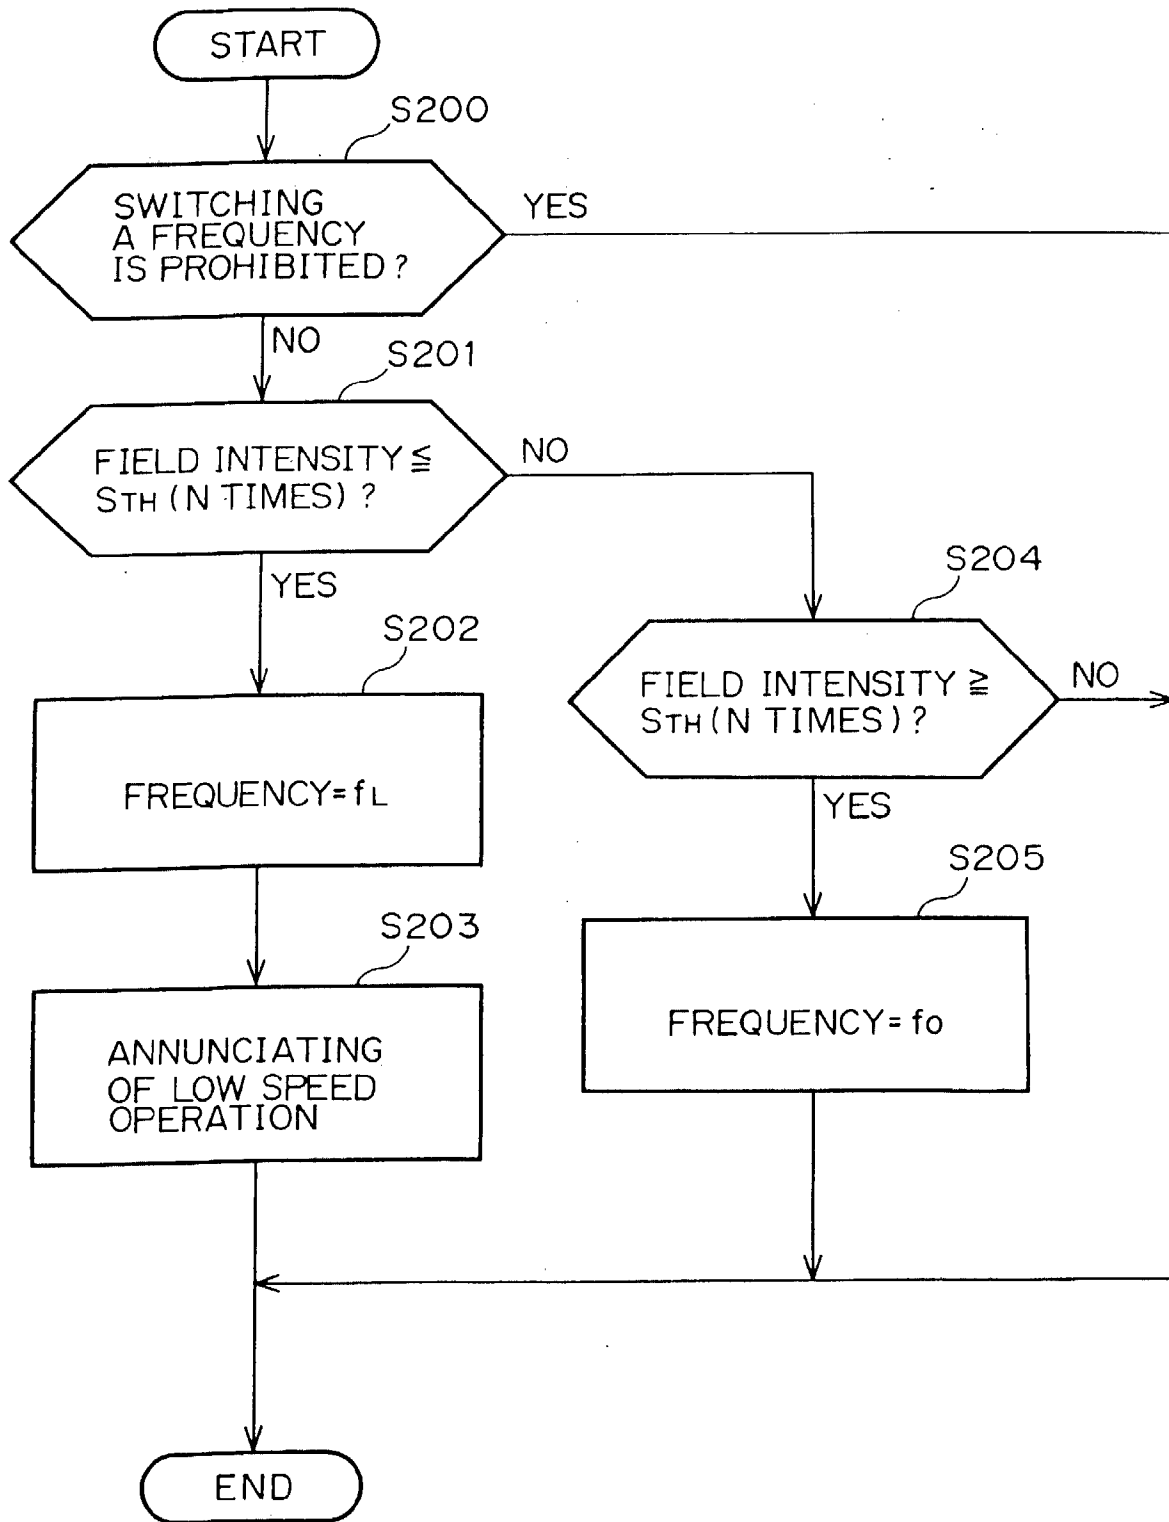 START
S200
SWITCHING
A FREQUENCY
IS PROHIBITED?
YES
NO
S201
FIELD INTENSITY ≦
STH (N TIMES)?
NO
YES
S202
FREQUENCY=fL
S203
ANNUNCIATING
OF LOW SPEED
OPERATION
S204
FIELD INTENSITY ≧
STH (N TIMES)?
NO
YES
S205
FREQUENCY=fo
END